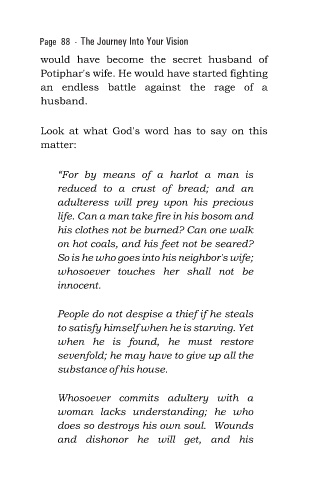 Page 88 - The Journey Into Your Vision
would have become the secret husband of
Potiphar's wife. He would have started fighting
an endless battle against the rage of a
husband.
Look at what God's word has to say on this
matter:
"For by means of a harlot a man is
reduced to a crust of bread; and an
adulteress will prey upon his precious
life. Can a man take fire in his bosom and
his clothes not be burned? Can one walk
on hot coals, and his feet not be seared?
So is he who goes into his neighbor's wife;
whosoever touches her shall not be
innocent.
People do not despise a thief if he steals
to satisfy himself when he is starving. Yet
when he is found, he must restore
sevenfold; he may have to give up all the
substance of his house.
Whosoever commits adultery with a
woman lacks understanding; he who
does so destroys his own soul. Wounds
and dishonor he will get, and his